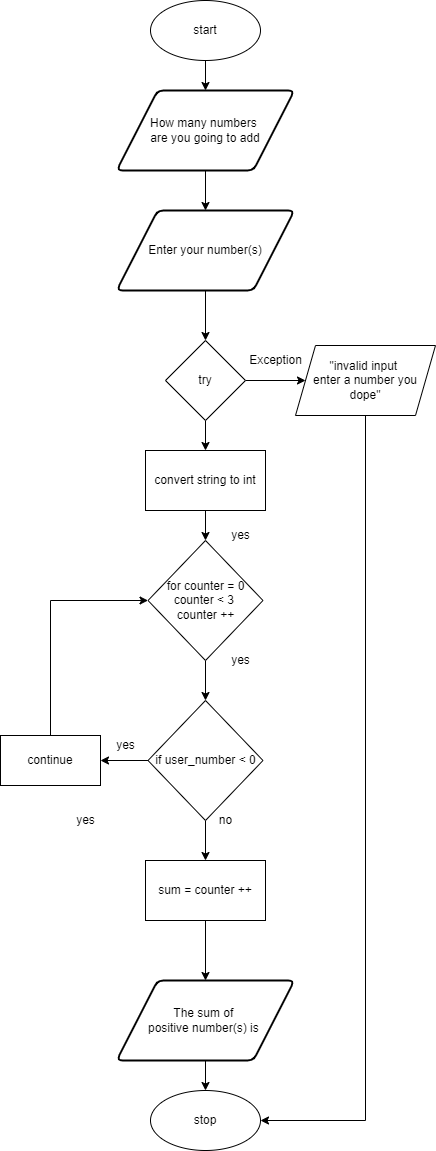 start
How many numbers
are you going to add
Enter your number(s)
try
Exception
"invalid input
enter a number you
dope"
convert string to int
yes
for counter = 0
counter < 3
counter ++
yes
if user_number < 0
yes
continue
yes
no
sum = counter ++
The sum of
positive number(s) is
stop